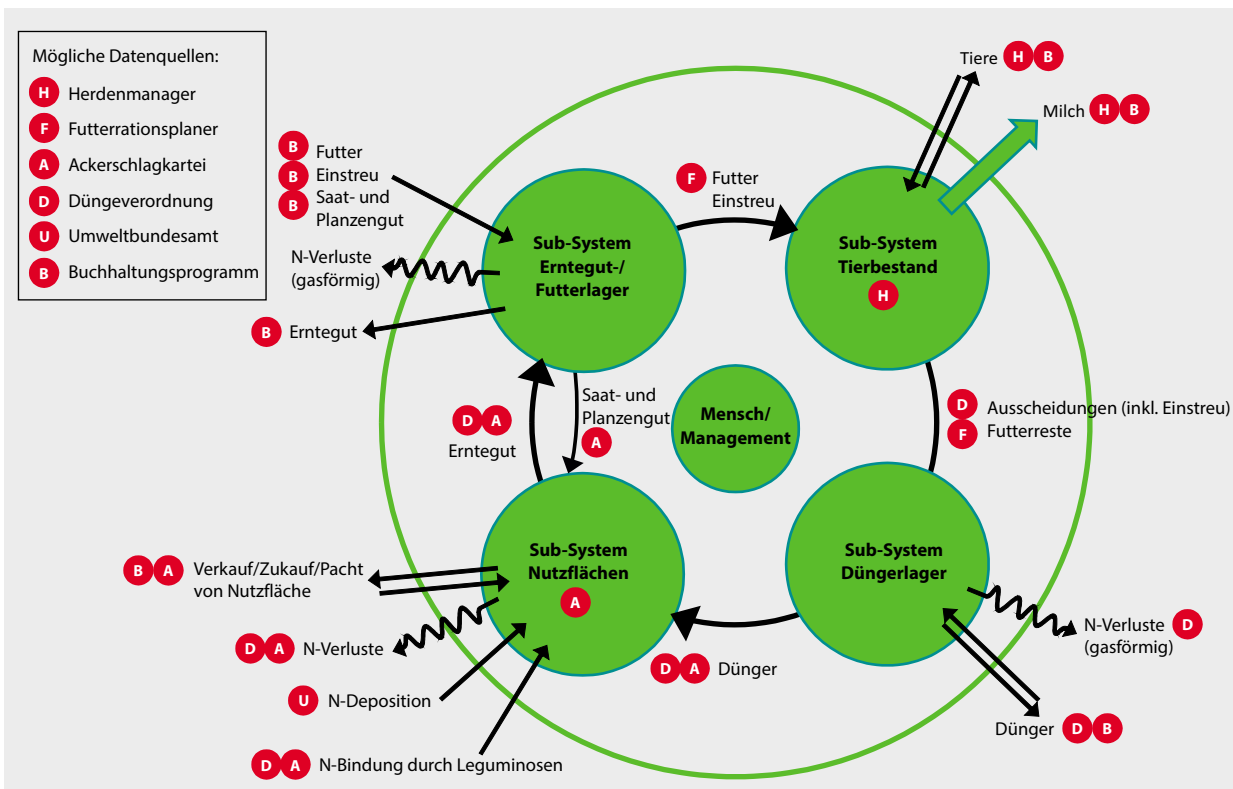 Mögliche Datenquellen:
H Herdenmanager
F Futterrationsplaner
A Ackerschlagkartei
D Düngeverordnung
U Umweltbundesamt
B Buchhaltungsprogramm
Tiere H B
Milch H B
B Futter
B Einstreu
B Saat- und
Planzengut
F Futter
Einstreu
N-Verluste
(gasförmig)
B Erntegut
Sub-System
Erntegut-/
Futterlager
Sub-System
Tierbestand
H
D A
Erntegut
Saat- und
Planzengut
A
Mensch/
Management
D Ausscheidungen (inkl. Einstreu)
F Futterreste
Sub-System
Nutzflächen
A
Sub-System
Düngerlager
B A Verkauf/Zukauf/Pacht
von Nutzfläche
D A N-Verluste
U N-Deposition
D A N-Bindung durch Leguminosen
D A Dünger
N-Verluste D
(gasförmig)
Dünger D B